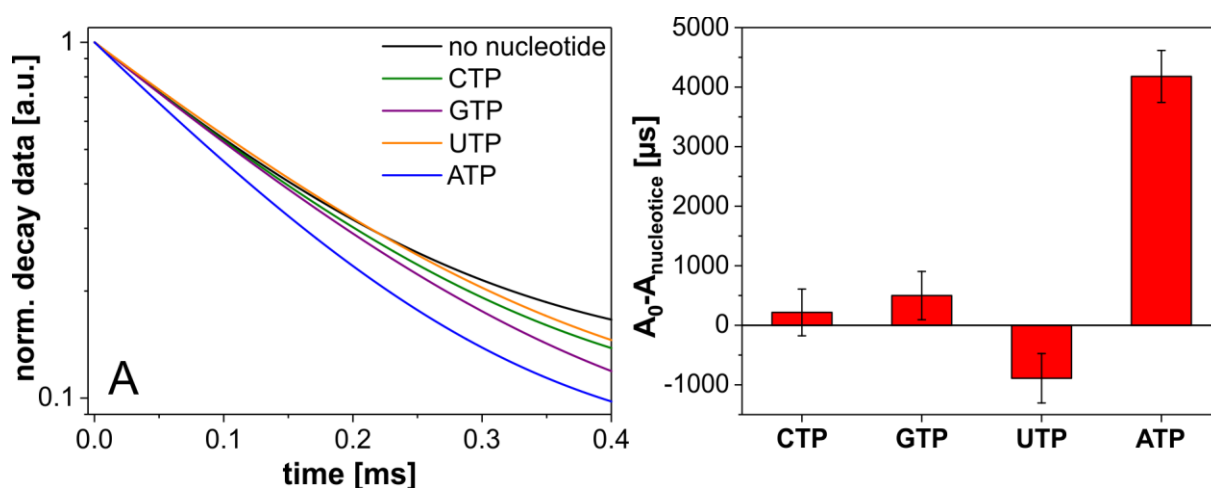 norm. decay data [a.u.]
1
0.1
no nucleotide
CTP
GTP
UTP
ATP
A
0.0 0.1 0.2 0.3 0.4
time [ms]
A0-Anucleotice [µs]
5000
4000
3000
2000
1000
0
-1000
CTP GTP UTP ATP